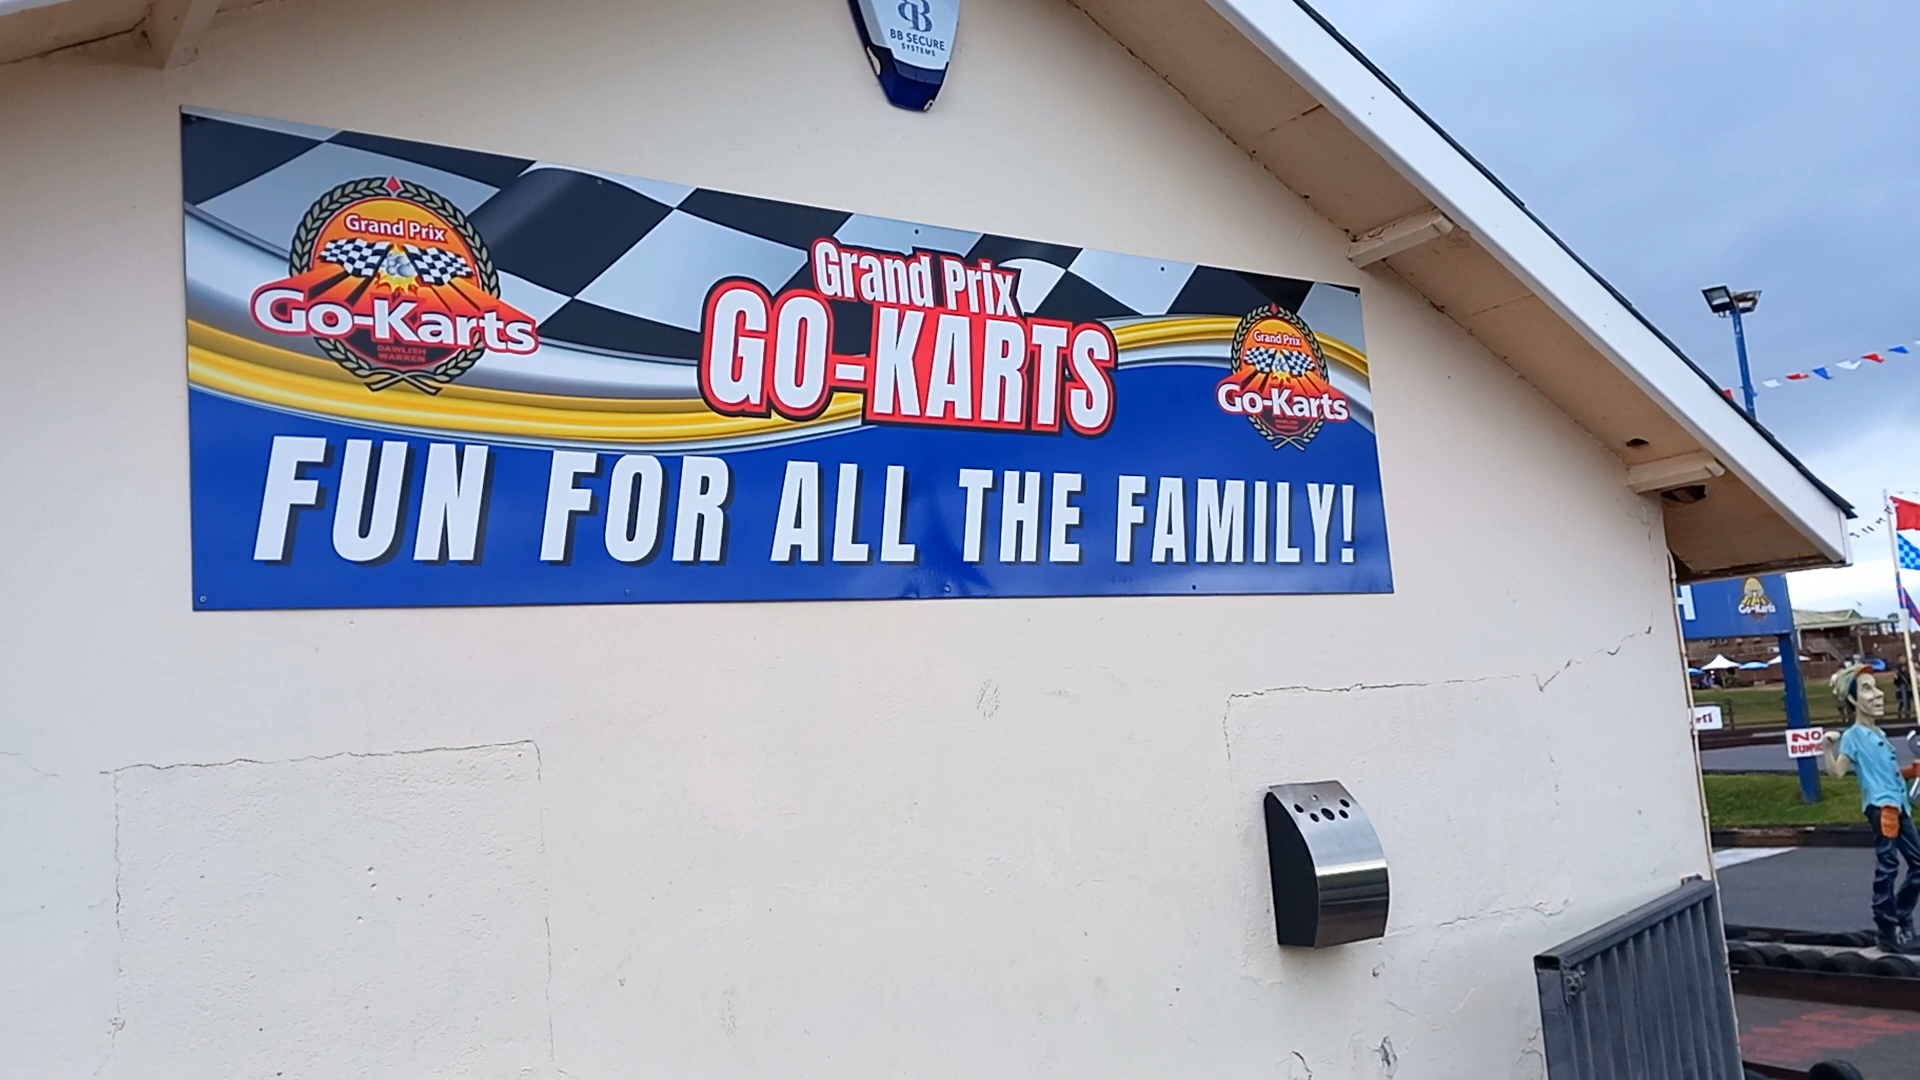 BB SECURE
SYSTEMS
Grand Prix
Go-Karts
DAWLISH
WARREN
Grand Prix
GO-KARTS
Grand Prix
Go-Karts
FUN FOR ALL THE FAMILY!
H
Go-Karts
NO